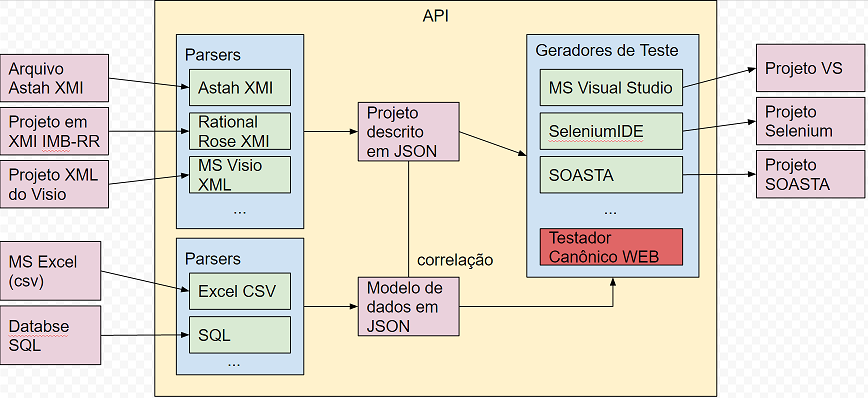 API
Arquivo
Astah XMI
Projeto em
XMI IMB-RR
Projeto XML
do Visio
MS Excel
(csv)
Databse
SQL
Parsers
Astah XMI
Rational
Rose XMI
MS Visio
XML
...
Parsers
Excel CSV
SQL
...
Projeto
descrito
em JSON
correlação
Modelo de
dados em
JSON
Geradores de Teste
MS Visual Studio
SeleniumIDE
SOASTA
...
Testador
Canônico WEB
Projeto VS
Projeto
Selenium
Projeto
SOASTA